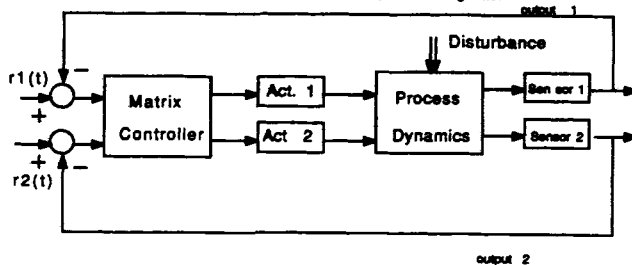 output 1
Disturbance
r1(t)
−
+
Matrix
Controller
Act. 1
Act 2
Process
Dynamics
Sen sor 1
Sensor 2
+
−
r2(t)
output 2